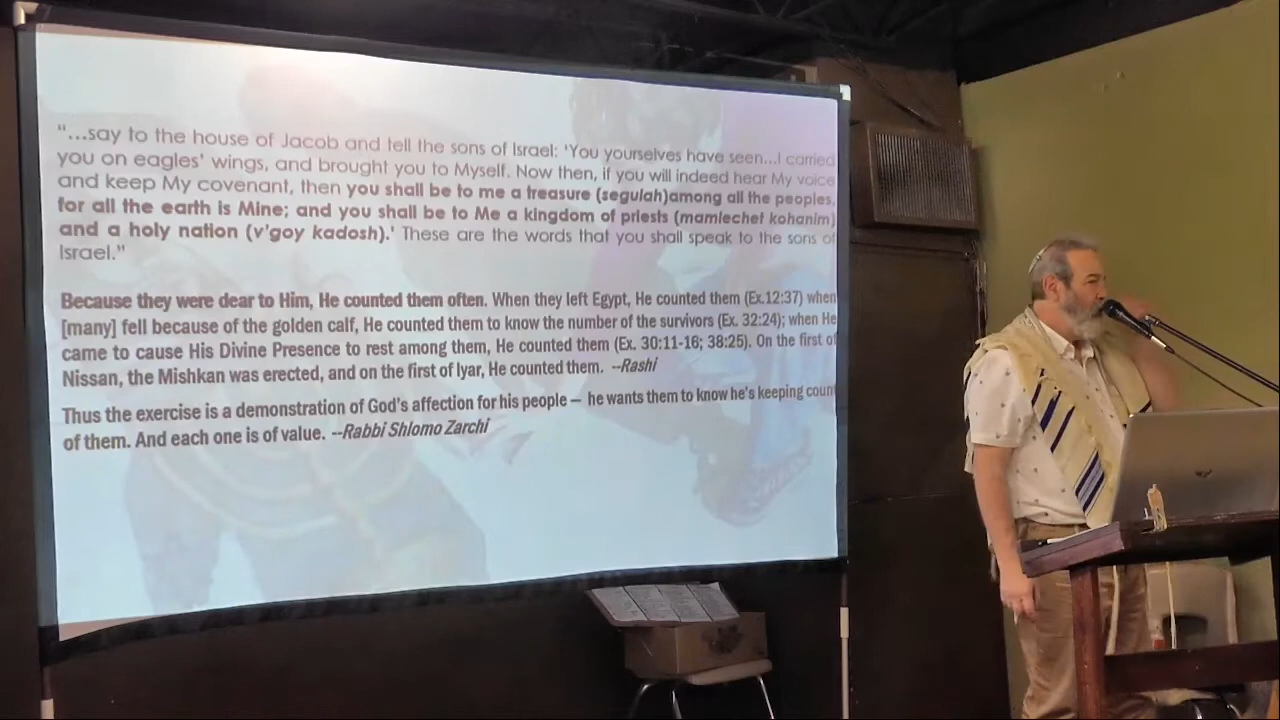 “...say to the house of Jacob and tell the sons of Israel: ‘You yourselves have seen...I carried
you on eagles’ wings, and brought you to Myself. Now then, if you will indeed hear My voice
and keep My covenant, then you shall be to me a treasure (segulah)among all the peoples,
for all the earth is Mine; and you shall be to Me a kingdom of priests (mamlechet kohanim)
and a holy nation (v’goy kadosh).’ These are the words that you shall speak to the sons of
Israel.”
Because they were dear to Him, He counted them often. When they left Egypt, He counted them (Ex.12:37) when
[many] fell because of the golden calf, He counted them to know the number of the survivors (Ex. 32:24); when He
came to cause His Divine Presence to rest among them, He counted them (Ex. 30:11-16; 38:25). On the first of
Nissan, the Mishkan was erected, and on the first of Iyar, He counted them. --Rashi
Thus the exercise is a demonstration of God’s affection for his people – he wants them to know he’s keeping count
of them. And each one is of value. --Rabbi Shlomo Zarchi